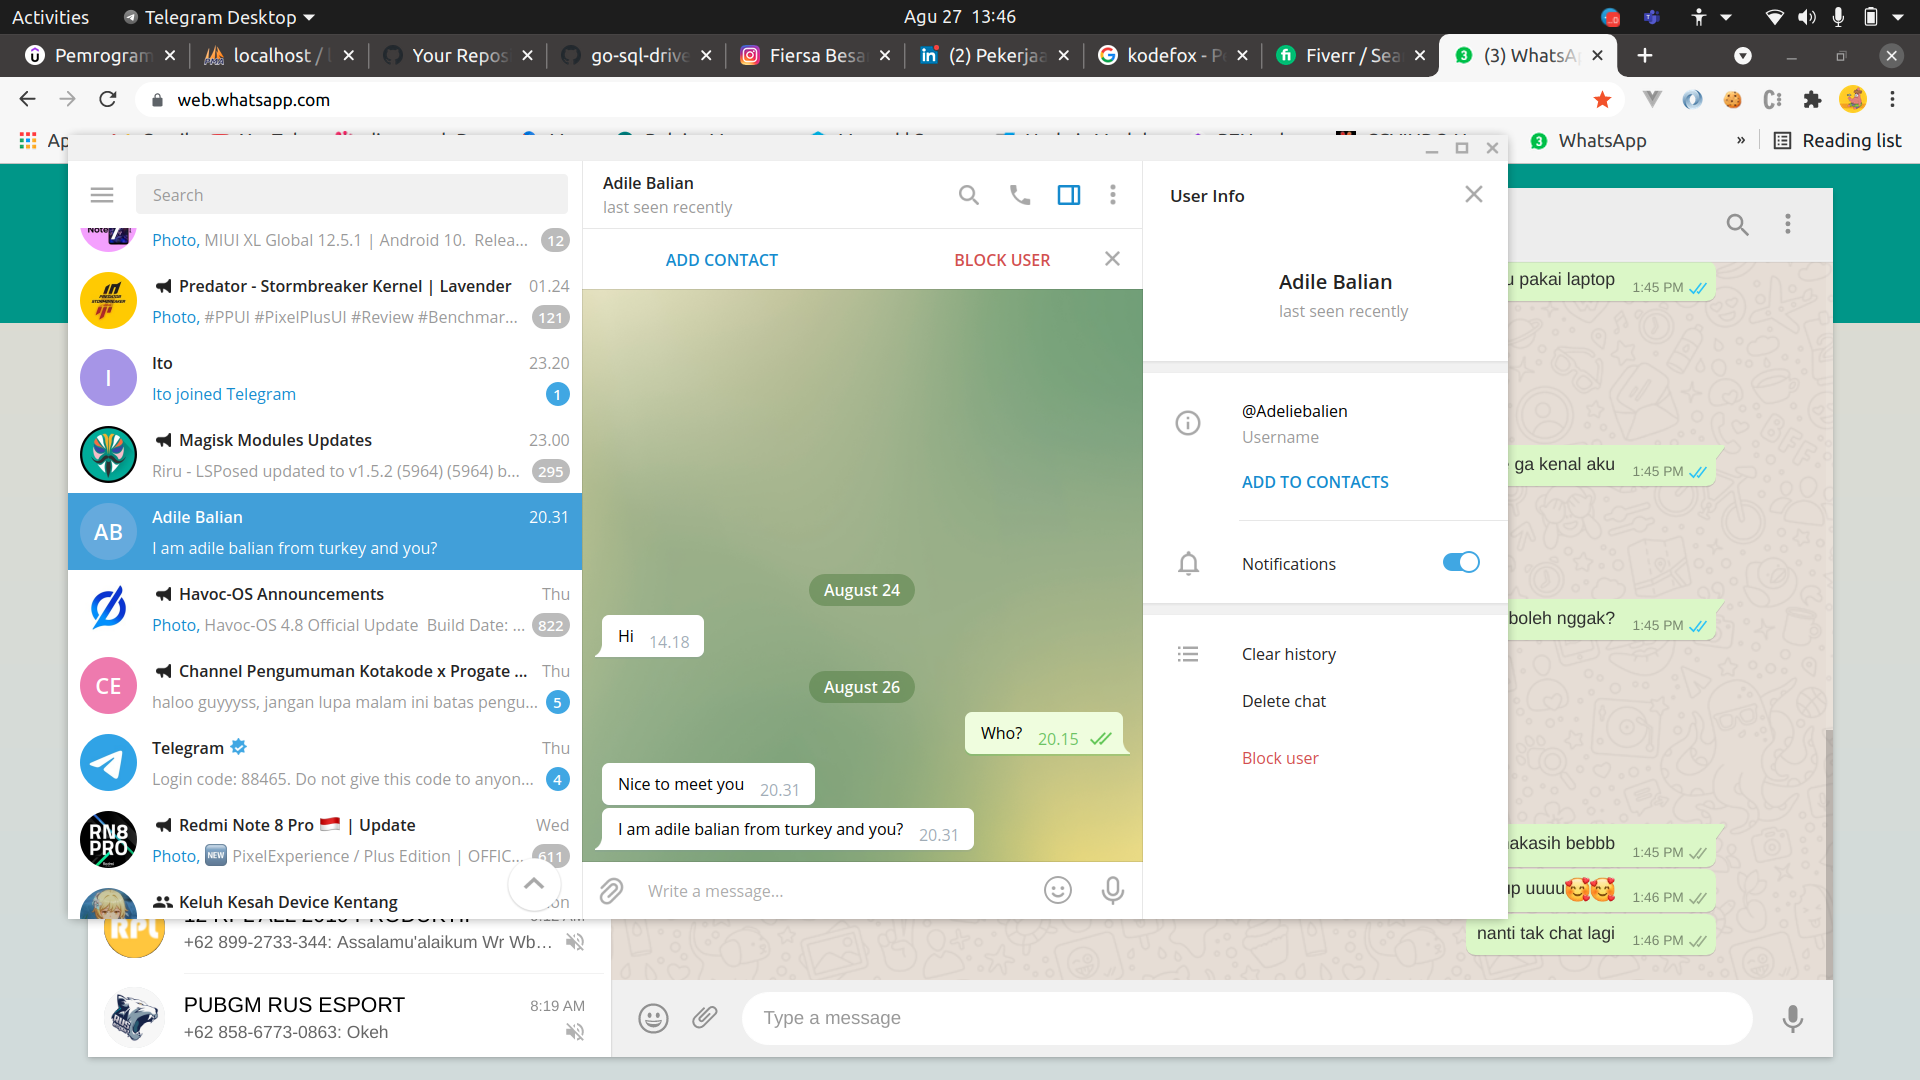 Activities
Telegram Desktop
Agu 27 13:46
Pemrogram
localhost / l
Your Repos
go-sql-drive
Fiersa Besa
(2) Pekerjaa
kodefox - P
Fiverr / Sea
(3) WhatsA
web.whatsapp.com
Ap
WhatsApp
»
Reading list
Search
Photo, MIUI XL Global 12.5.1 | Android 10. Relea...
12
Predator - Stormbreaker Kernel | Lavender
01.24
Photo, #PPUI #PixelPlusUI #Review #Benchmar...
121
I
Ito
23.20
Ito joined Telegram
1
Magisk Modules Updates
23.00
Riru - LSPosed updated to v1.5.2 (5964) (5964) b...
295
AB
Adile Balian
20.31
I am adile balian from turkey and you?
Havoc-OS Announcements
Thu
Photo, Havoc-OS 4.8 Official Update Build Date: ...
822
CE
Channel Pengumuman Kotakode x Progate ...
Thu
haloo guyyyss, jangan lupa malam ini batas pengu...
5
Telegram
Thu
Login code: 88465. Do not give this code to anyon...
4
RN8
PRO
Redmi Note 8 Pro 🇮🇩 | Update
Wed
Photo, 🆕 PixelExperience / Plus Edition | OFFIC...
611
Keluh Kesah Device Kentang
Adile Balian
last seen recently
ADD CONTACT
BLOCK USER
August 24
Hi 14.18
August 26
Who? 20.15
Nice to meet you 20.31
I am adile balian from turkey and you? 20.31
Write a message...
User Info
Adile Balian
last seen recently
@Adeliebalien
Username
ADD TO CONTACTS
Notifications
Clear history
Delete chat
Block user
pakai laptop 1:45 PM
ga kenal aku 1:45 PM
boleh nggak? 1:45 PM
akasih bebbb 1:45 PM
up uuuu🥰🥰 1:46 PM
nanti tak chat lagi 1:46 PM
RPL
+62 899-2733-344: Assalamu'alaikum Wr Wb...
PUBGM RUS ESPORT
8:19 AM
+62 858-6773-0863: Okeh
Type a message